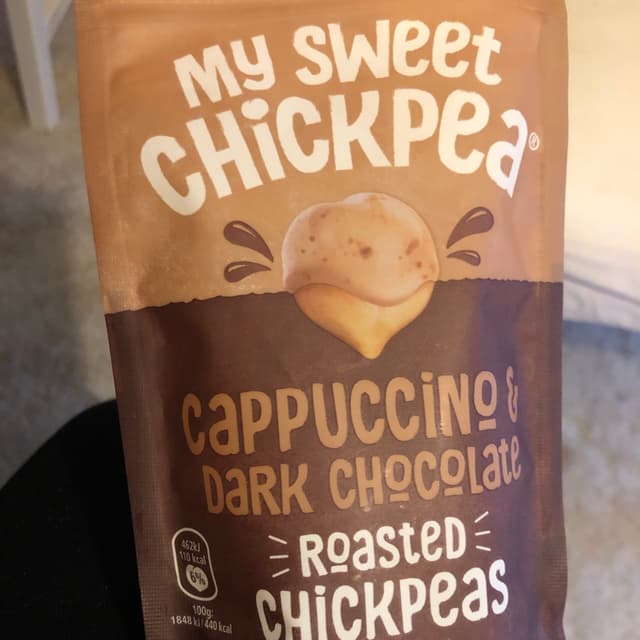 My SWeet
CHiCKPea®
CaPPUCCiNO &
DaRK CHOCOLate
ROasteD
CHiCKPeas
462kJ
110 kcal
6%
100g:
1848 kJ/440 kcal